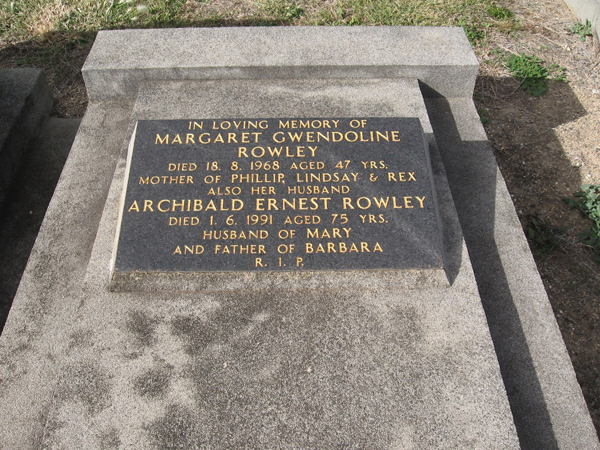 IN LOVING MEMORY OF
MARGARET GWENDOLINE
ROWLEY
DIED 18. 8. 1968 AGED 47 YRS.
MOTHER OF PHILLIP, LINDSAY & REX
ALSO HER HUSBAND
ARCHIBALD ERNEST ROWLEY
DIED 1. 6. 1991 AGED 75 YRS.
HUSBAND OF MARY
AND FATHER OF BARBARA
R. I. P.